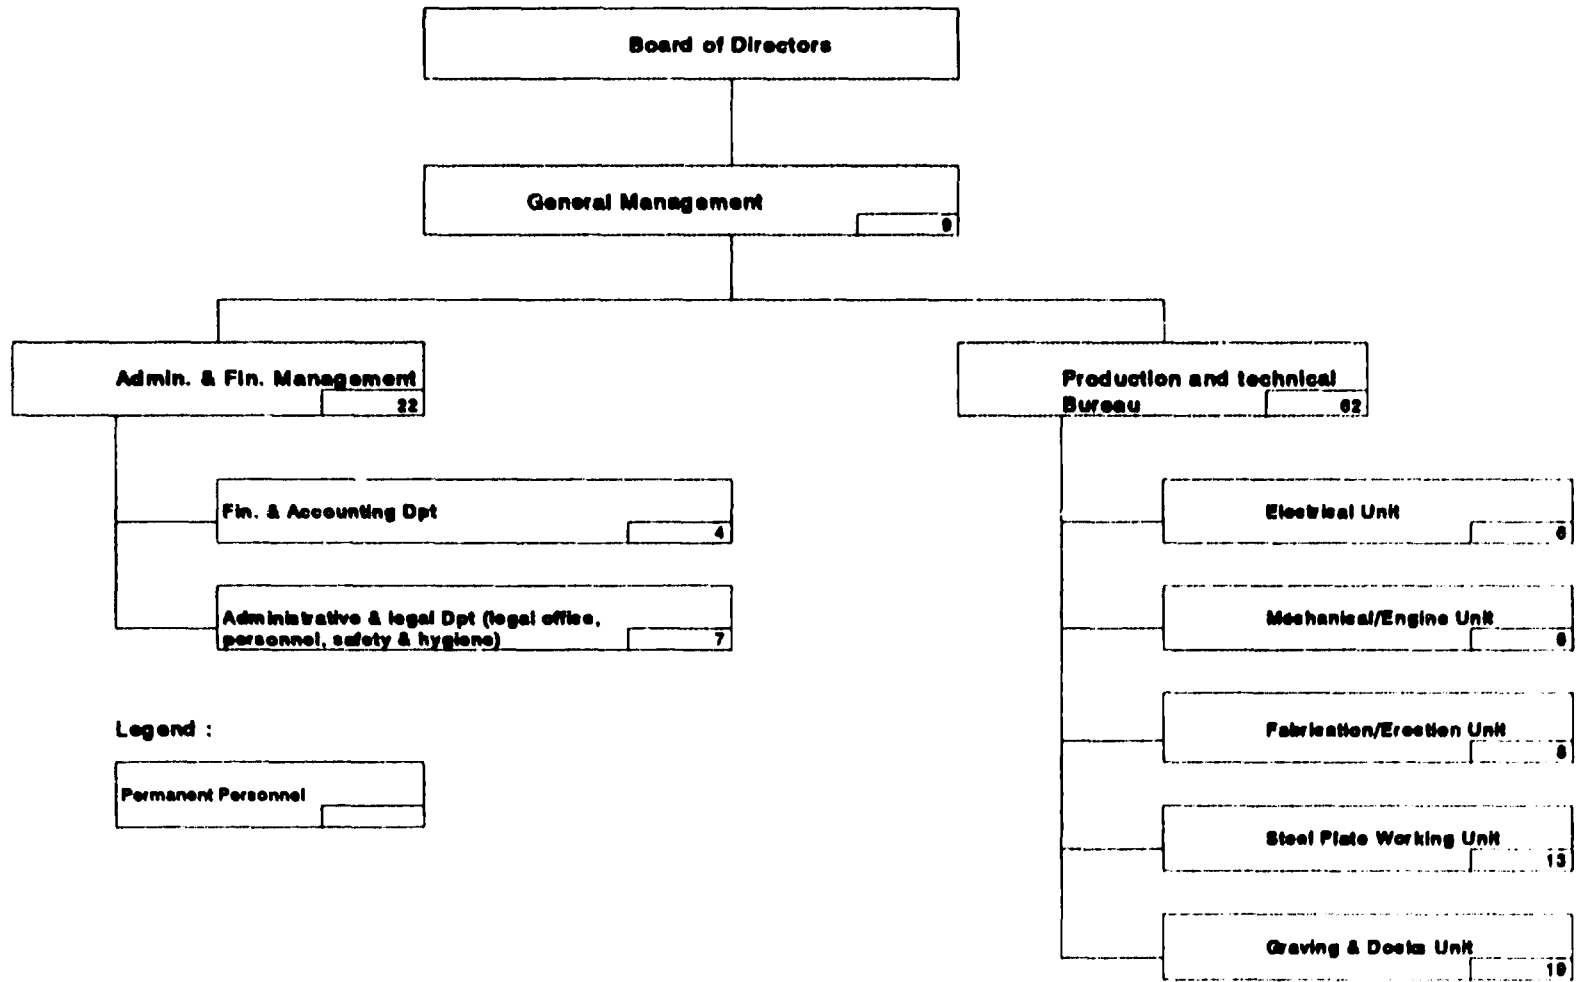 Board of Directors
General Management
9
Admin. & Fin. Management
22
Production and technical
Bureau
62
Fin. & Accounting Dpt
4
Administrative & legal Dpt (legal office,
personnel, safety & hygiene)
7
Electrical Unit
Mechanical/Engine Unit
Fabrication/Erection Unit
Steel Plate Working Unit
13
Graving & Docks Unit
Legend :
Permanent Personnel